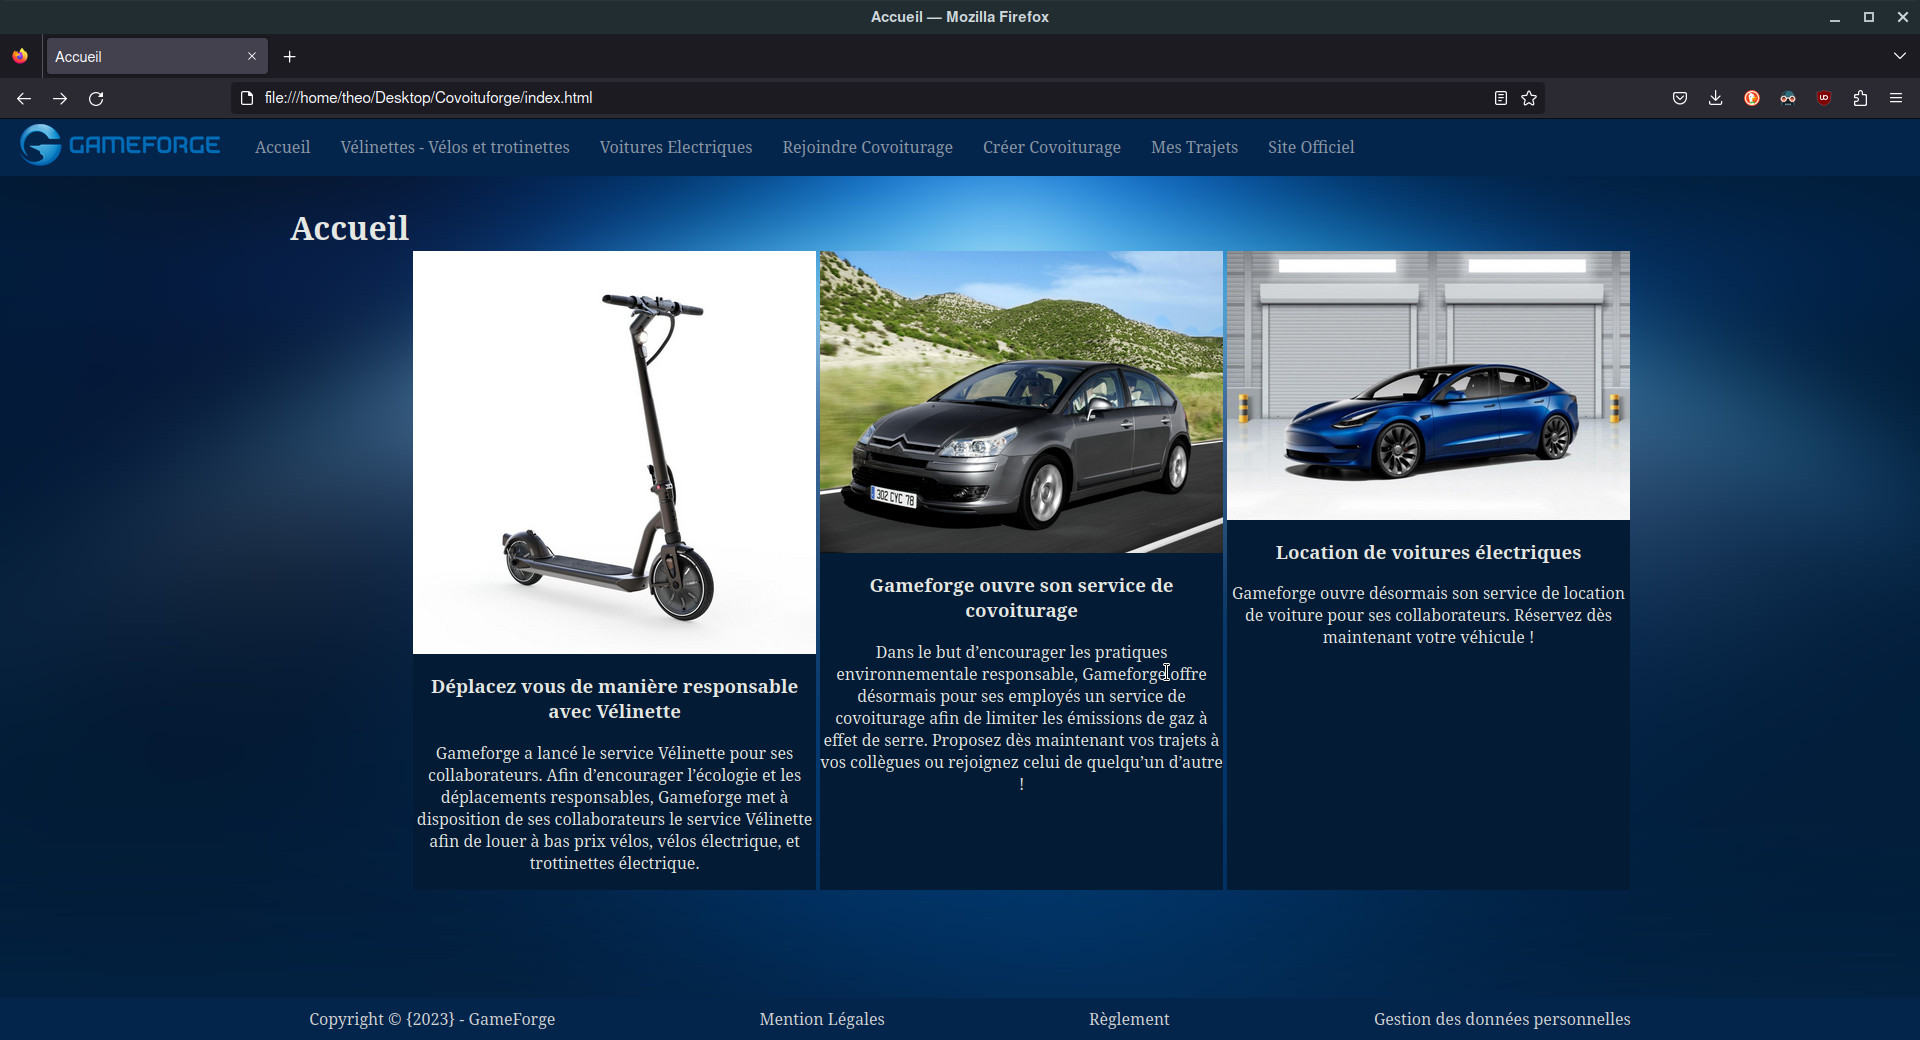 Accueil — Mozilla Firefox
Accueil
file:///home/theo/Desktop/Covoituforge/index.html
GAMEFORGE
Accueil
Vélinettes - Vélos et trotinettes
Voitures Electriques
Rejoindre Covoiturage
Créer Covoiturage
Mes Trajets
Site Officiel
Accueil
Déplacez vous de manière responsable
avec Vélinette
Gameforge a lancé le service Vélinette pour ses
collaborateurs. Afin d’encourager l’écologie et les
déplacements responsables, Gameforge met à
disposition de ses collaborateurs le service Vélinette
afin de louer à bas prix vélos, vélos électrique, et
trottinettes électrique.
302 CYC 78
Gameforge ouvre son service de
covoiturage
Dans le but d’encourager les pratiques
environnementale responsable, Gameforge offre
désormais pour ses employés un service de
covoiturage afin de limiter les émissions de gaz à
effet de serre. Proposez dès maintenant vos trajets à
vos collègues ou rejoignez celui de quelqu’un d’autre
!
Location de voitures électriques
Gameforge ouvre désormais son service de location
de voiture pour ses collaborateurs. Réservez dès
maintenant votre véhicule !
Copyright © {2023} - GameForge
Mention Légales
Règlement
Gestion des données personnelles